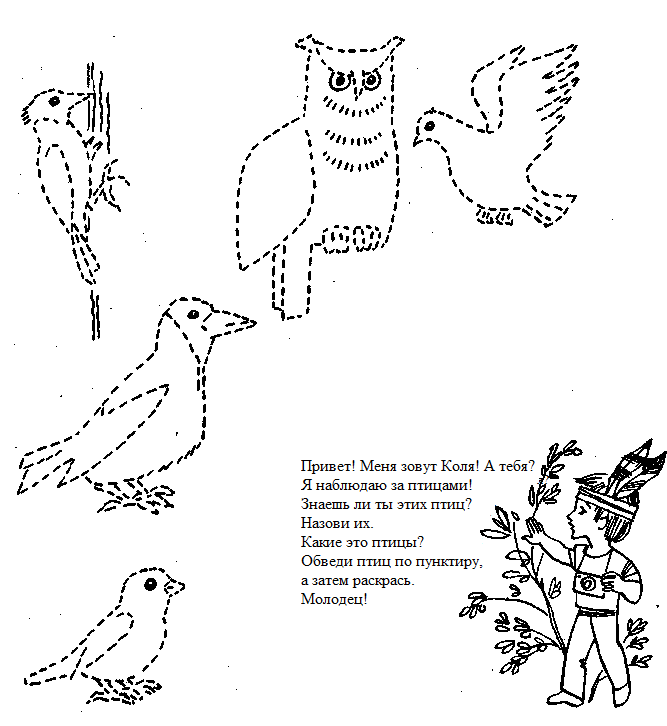 Привет! Меня зовут Коля! А тебя?
Я наблюдаю за птицами!
Знаешь ли ты этих птиц?
Назови их.
Какие это птицы?
Обведи птиц по пунктиру,
а затем раскрась.
Молодец!